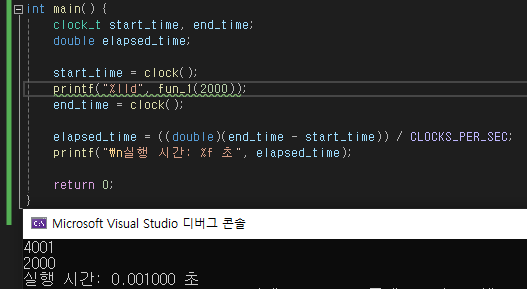 int main() {
clock_t start_time, end_time;
double elapsed_time;
start_time = clock();
printf("%lld", fun_1(2000));
end_time = clock();
elapsed_time = ((double)(end_time - start_time)) / CLOCKS_PER_SEC;
printf("₩n실행 시간: %f 초", elapsed_time);
return 0;
}
Microsoft Visual Studio 디버그 콘솔
4001
2000
실행 시간: 0.001000 초